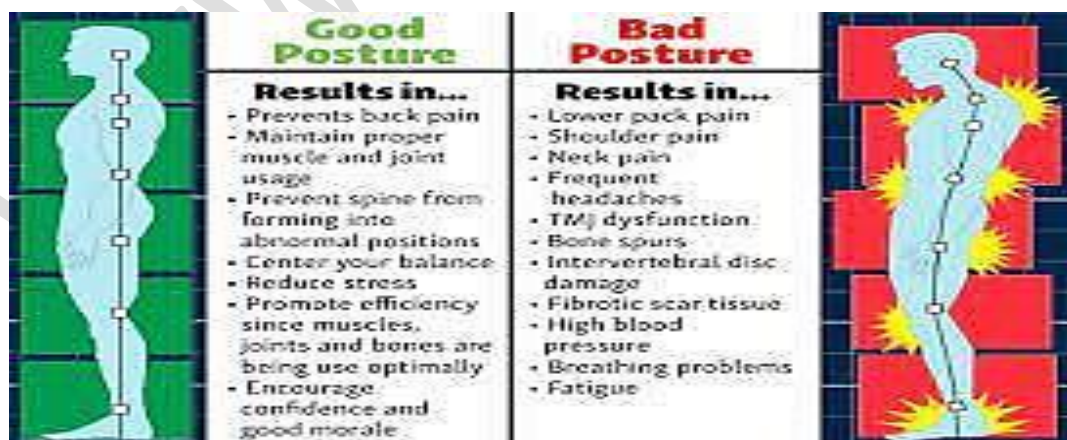 Good
Posture
Results in...
- Prevents back pain
- Maintain proper
muscle and joint
usage
- Prevent spine from
forming into
abnormal positions
- Center your balance
- Reduce stress
- Promote efficiency
since muscles,
joints and bones are
being use optimally
- Encourage
confidence and
good morale
Bad
Posture
Results in...
- Lower pack pain
- Shoulder pain
- Neck pain
- Frequent
headaches
- TMJ dysfunction
- Bone spurs
- Intervertebral disc
damage
- Fibrotic scar tissue
- High blood
pressure
- Breathing problems
- Fatigue